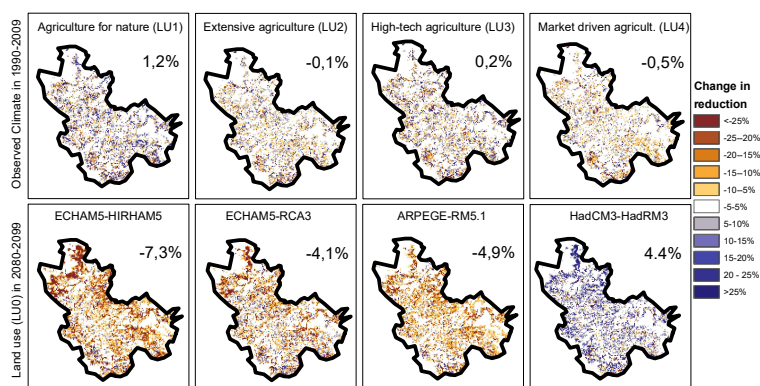 Agriculture for nature (LU1)
Extensive agriculture (LU2)
High-tech agriculture (LU3)
Market driven agricult. (LU4)
Observed Climate in 1990-2009
1,2%
-0,1%
0,2%
-0,5%
ECHAM5-HIRHAM5
ECHAM5-RCA3
ARPEGE-RM5.1
HadCM3-HadRM3
Land use (LU0) in 2080-2099
-7,3%
-4,1%
-4,9%
4.4%
Change in
reduction
<-25%
-25–20%
-20–15%
-15–10%
-10–5%
-5-5%
5-10%
10-15%
15-20%
20 - 25%
>25%